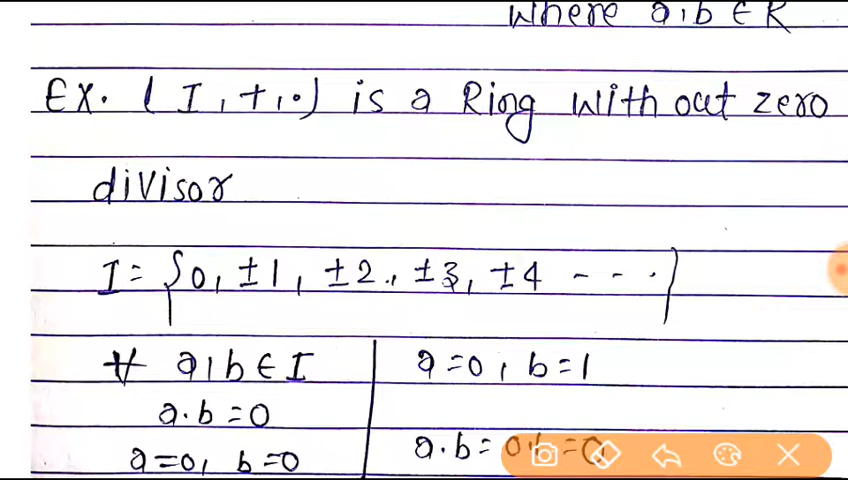 where a,b ∈ R
Ex. (I, +, •) is a Ring with out zero
divisor
I = {0, ±1, ±2, ±3, ±4 - - - }
∀ a,b ∈ I
a.b = 0
a=0, b=0
a=0, b=1
a.b = 0.1 = 0